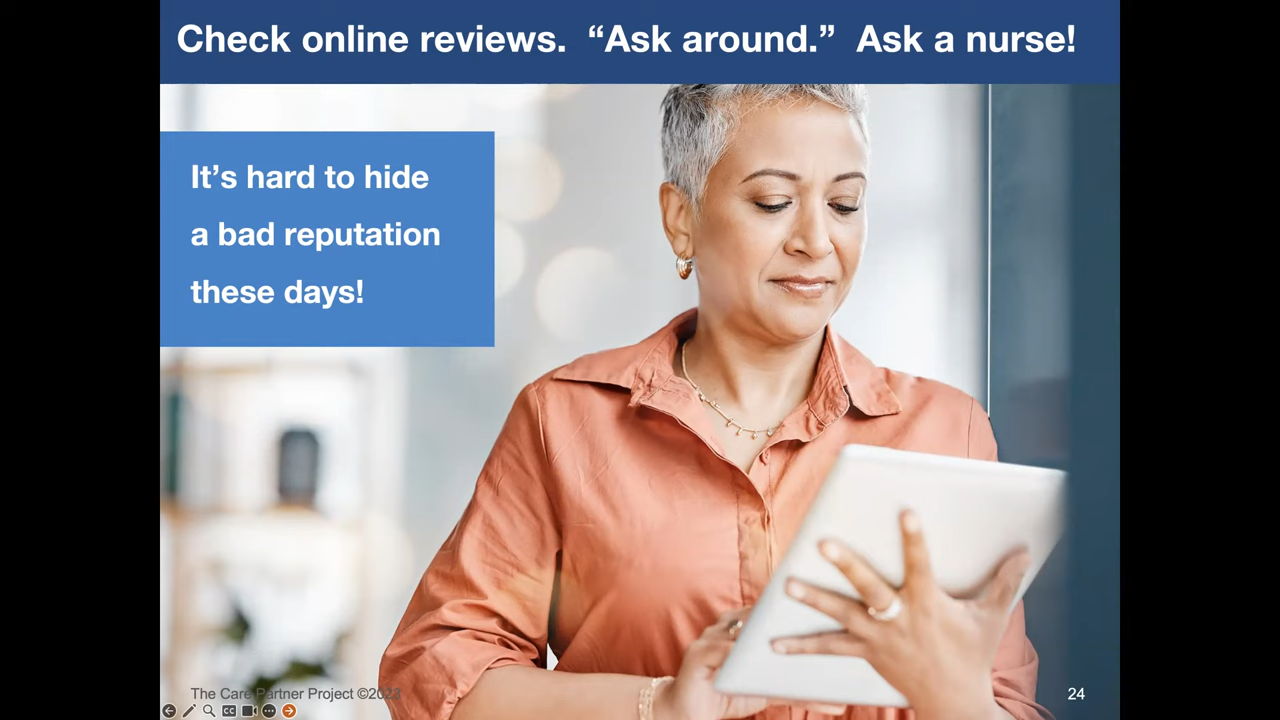 Check online reviews.  “Ask around.”  Ask a nurse!
It’s hard to hide
a bad reputation
these days!
The Care Partner Project ©2023
24
CC